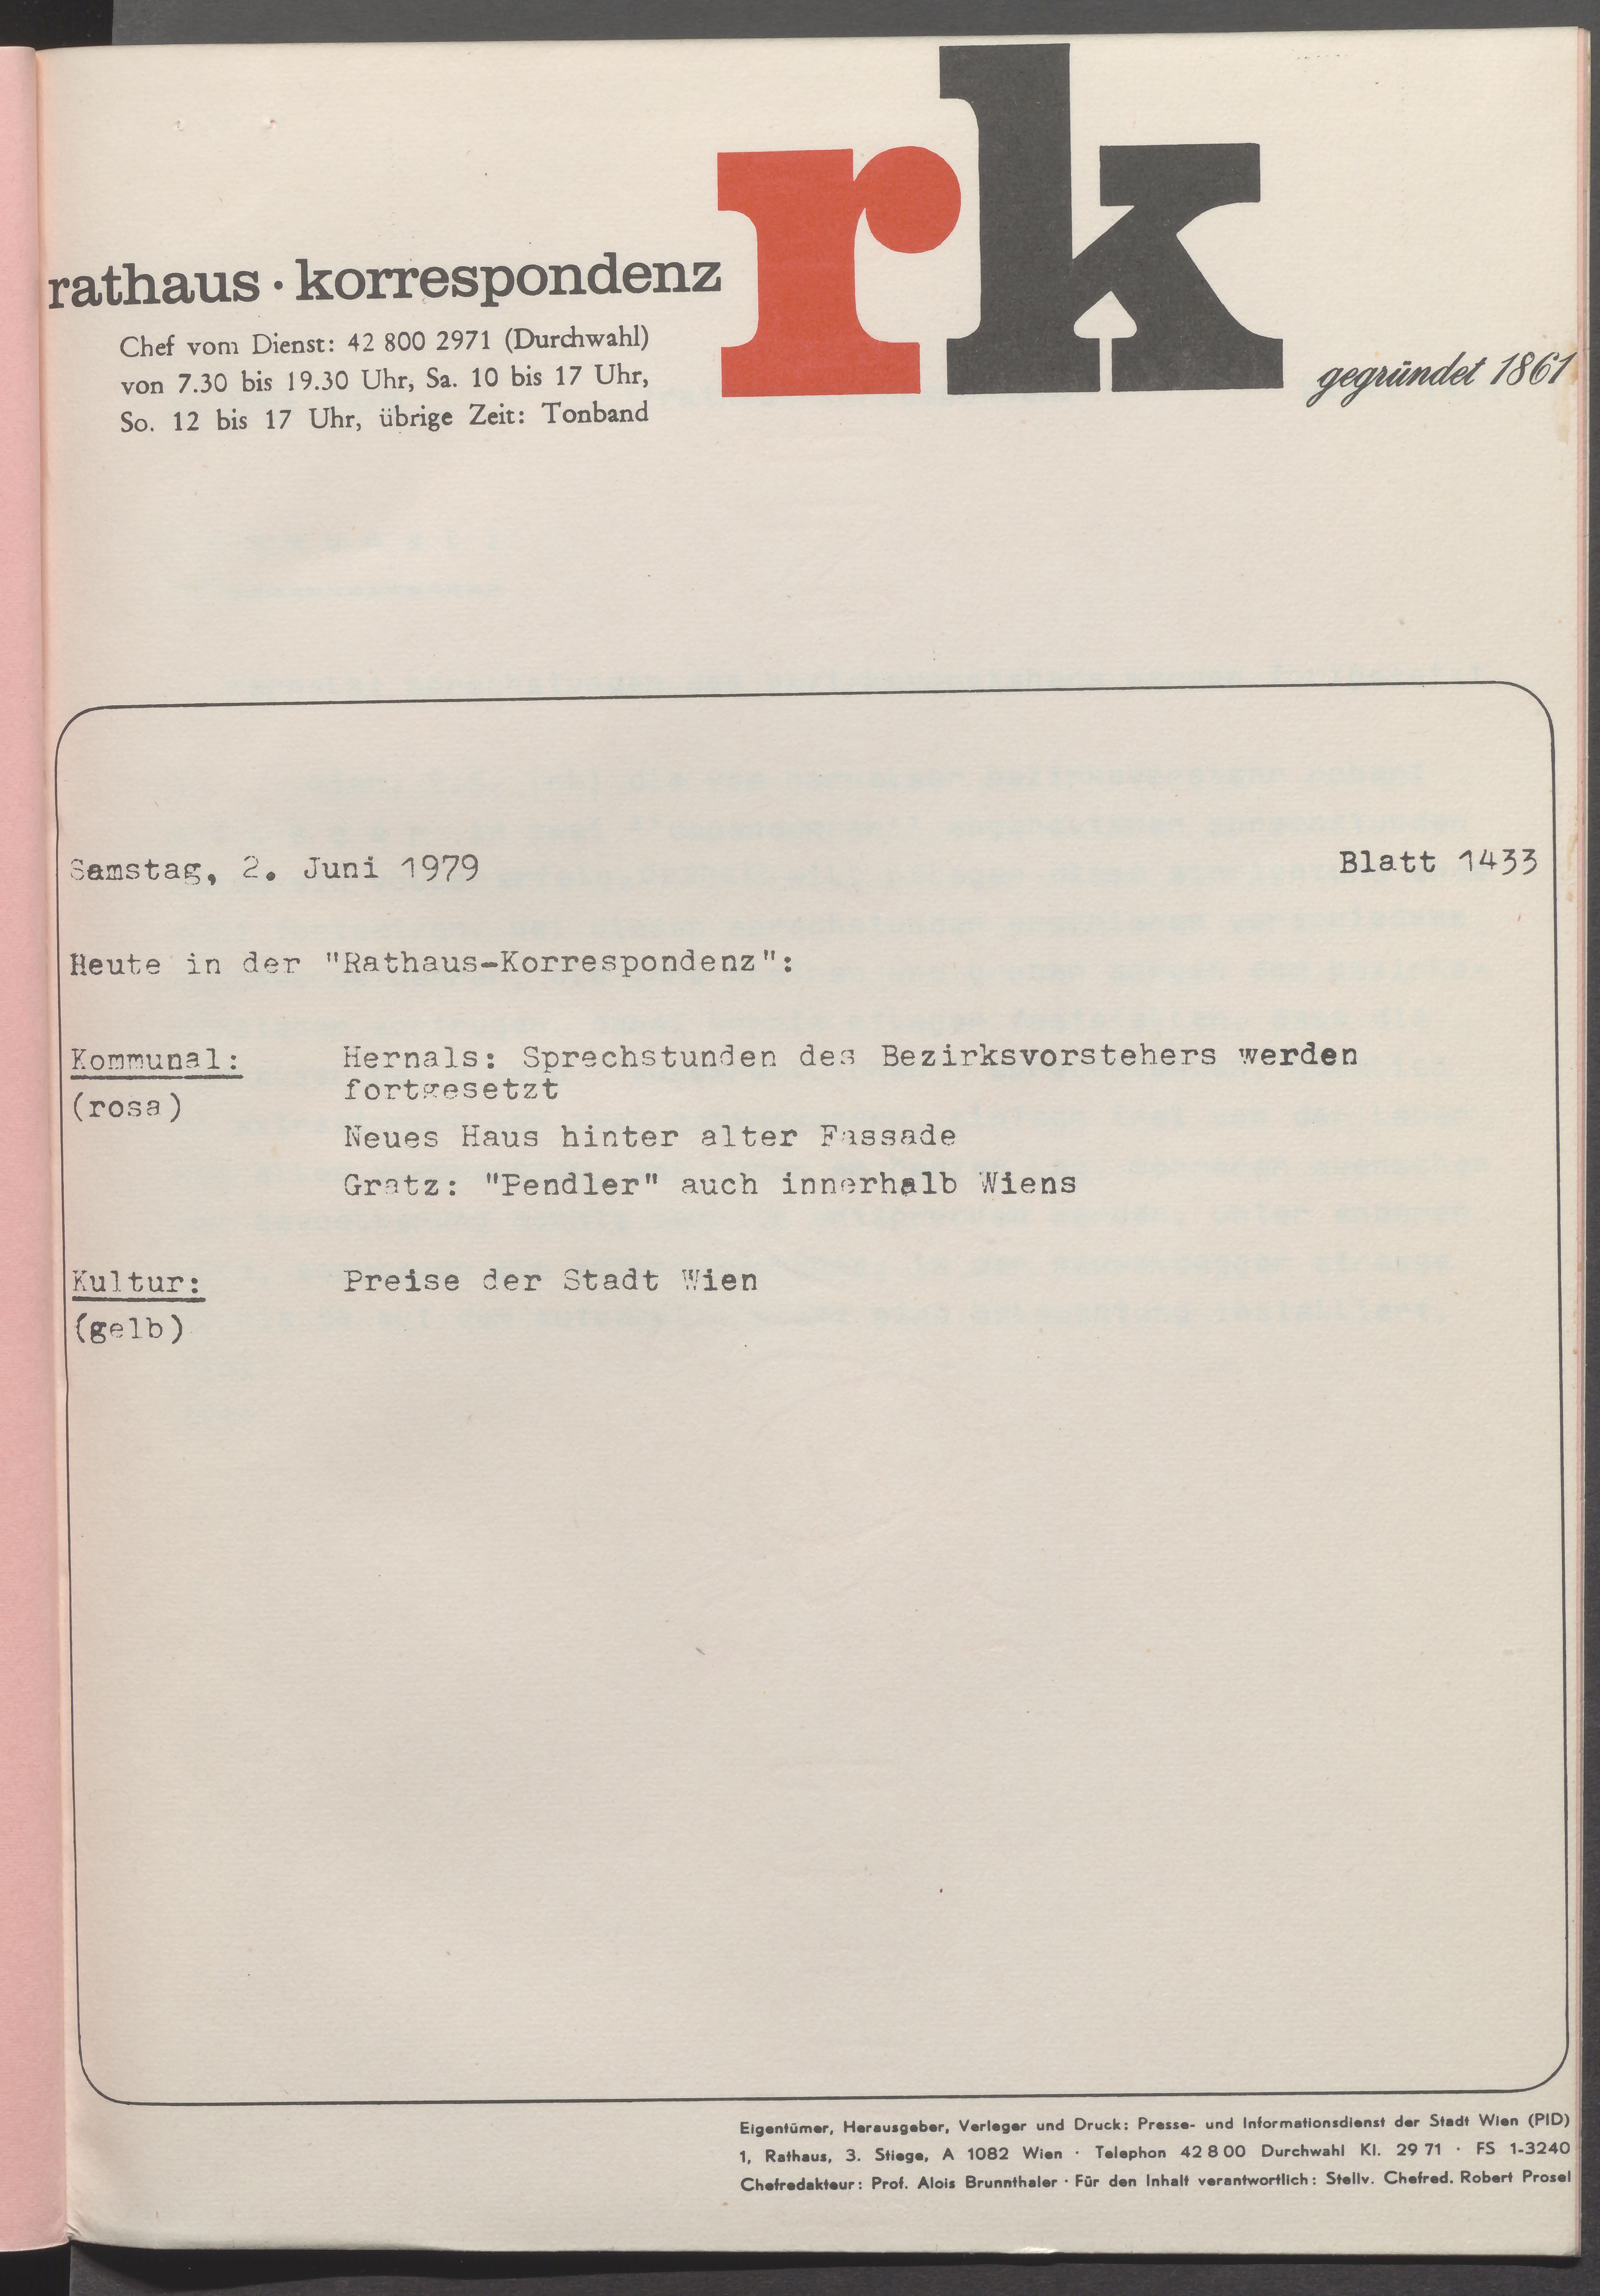 rk
rathaus · korrespondenz
Chef vom Dienst: 42 800 2971 (Durchwahl)
von 7.30 bis 19.30 Uhr, Sa. 10 bis 17 Uhr,
So. 12 bis 17 Uhr, übrige Zeit: Tonband
gegründet 1861
Samstag, 2. Juni 1979 Blatt 1433
Heute in der "Rathaus-Korrespondenz":
Kommunal: Hernals: Sprechstunden des Bezirksvorstehers werden
fortgesetzt
(rosa)
Neues Haus hinter alter Fassade
Gratz: "Pendler" auch innerhalb Wiens
Kultur: Preise der Stadt Wien
(gelb)
Eigentümer, Herausgeber, Verleger und Druck: Presse- und Informationsdienst der Stadt Wien (PID)
1, Rathaus, 3. Stiege, A 1082 Wien · Telephon 42 8 00 Durchwahl Kl. 29 71 · FS 1-3240
Chefredakteur: Prof. Alois Brunnthaler · Für den Inhalt verantwortlich: Stellv. Chefred. Robert Prosel